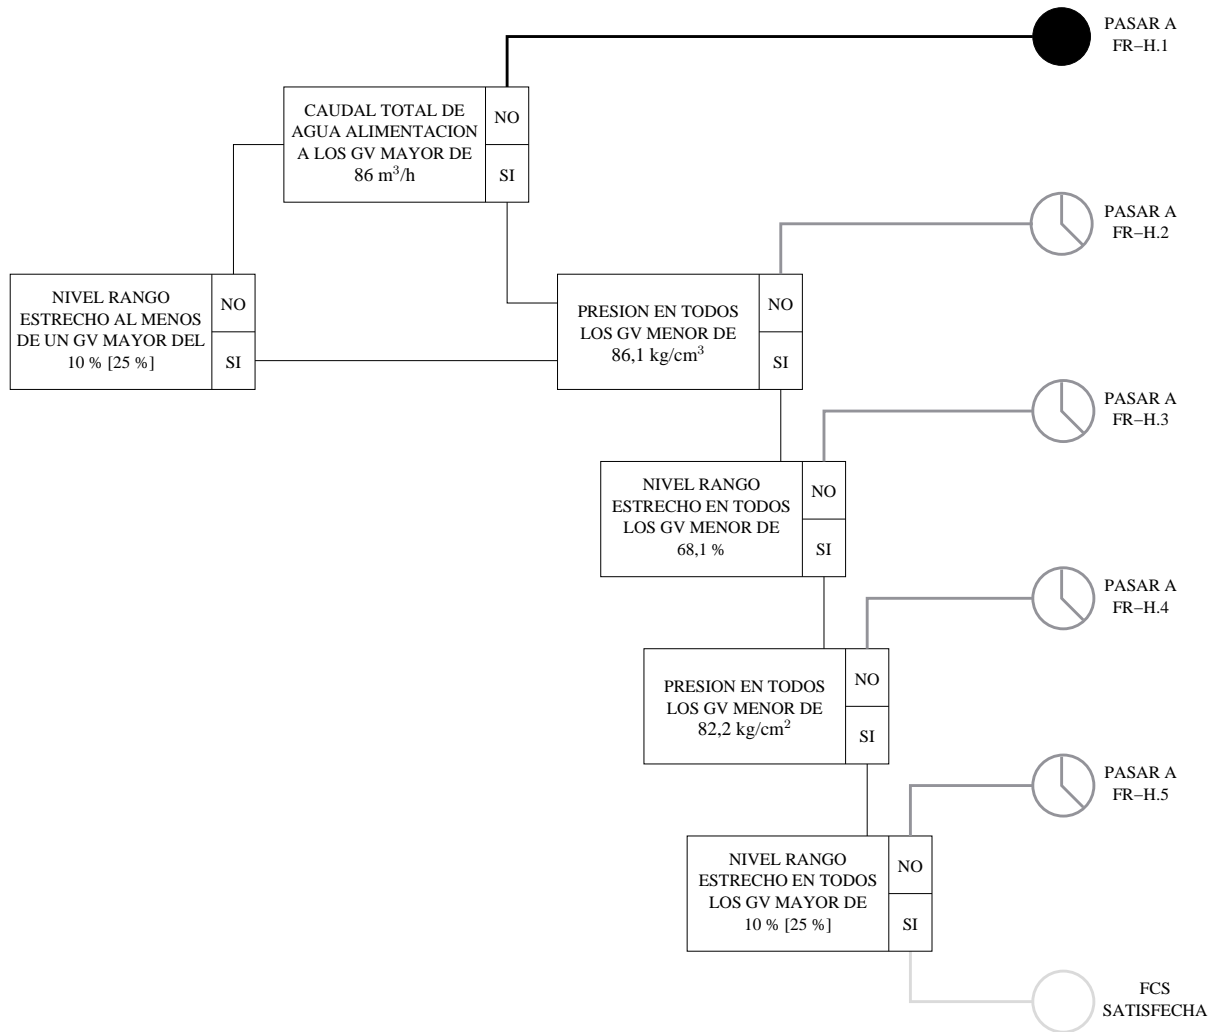 PASAR A
FR−H.1
CAUDAL TOTAL DE
AGUA ALIMENTACION
A LOS GV MAYOR DE
86 m³/h
NO
SI
PASAR A
FR−H.2
NIVEL RANGO
ESTRECHO AL MENOS
DE UN GV MAYOR DEL
10 % [25 %]
NO
SI
PRESION EN TODOS
LOS GV MENOR DE
86,1 kg/cm³
NO
SI
PASAR A
FR−H.3
NIVEL RANGO
ESTRECHO EN TODOS
LOS GV MENOR DE
68,1 %
NO
SI
PASAR A
FR−H.4
PRESION EN TODOS
LOS GV MENOR DE
82,2 kg/cm²
NO
SI
PASAR A
FR−H.5
NIVEL RANGO
ESTRECHO EN TODOS
LOS GV MAYOR DE
10 % [25 %]
NO
SI
FCS
SATISFECHA